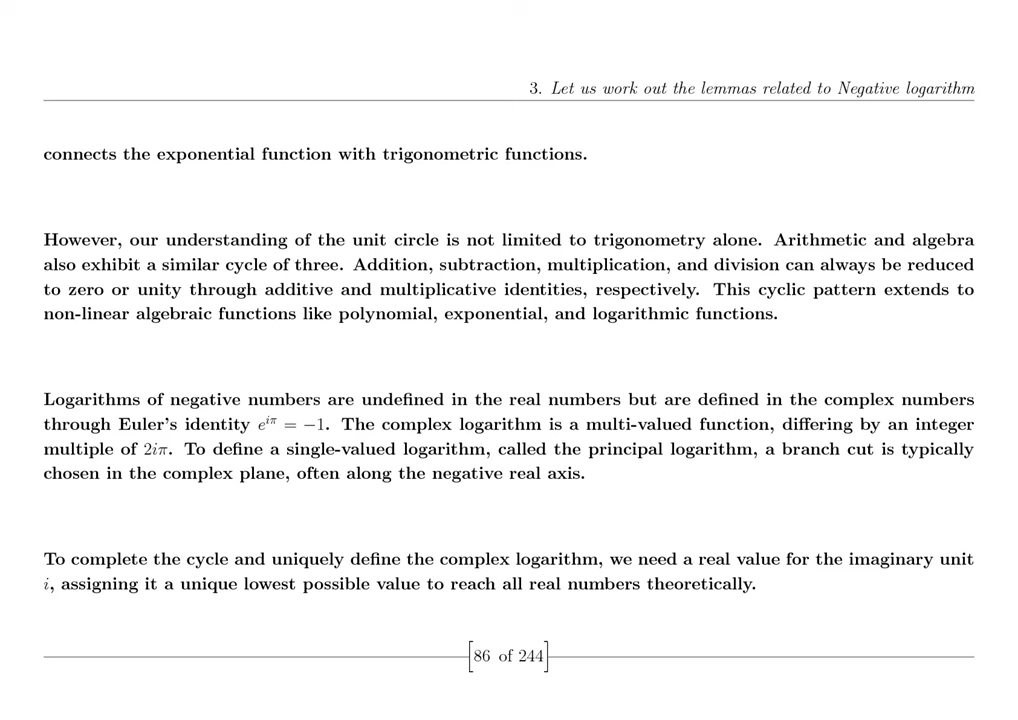 3. Let us work out the lemmas related to Negative logarithm
connects the exponential function with trigonometric functions.
However, our understanding of the unit circle is not limited to trigonometry alone. Arithmetic and algebra
also exhibit a similar cycle of three. Addition, subtraction, multiplication, and division can always be reduced
to zero or unity through additive and multiplicative identities, respectively. This cyclic pattern extends to
non-linear algebraic functions like polynomial, exponential, and logarithmic functions.
Logarithms of negative numbers are undefined in the real numbers but are defined in the complex numbers
through Euler's identity $e^{i\pi} = -1$. The complex logarithm is a multi-valued function, differing by an integer
multiple of $2i\pi$. To define a single-valued logarithm, called the principal logarithm, a branch cut is typically
chosen in the complex plane, often along the negative real axis.
To complete the cycle and uniquely define the complex logarithm, we need a real value for the imaginary unit
$i$, assigning it a unique lowest possible value to reach all real numbers theoretically.
[86 of 244]